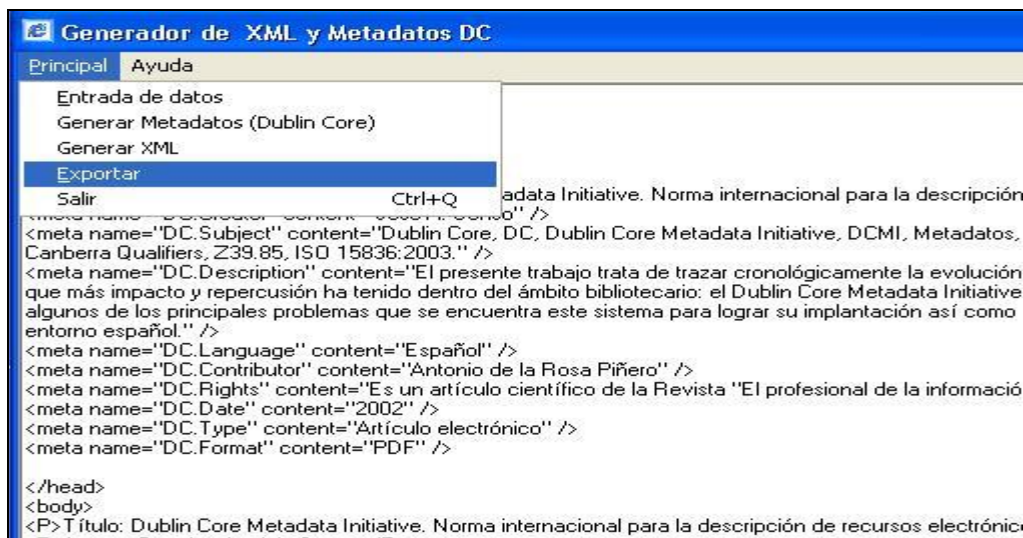 Generador de XML y Metadatos DC
Principal Ayuda
Entrada de datos
Generar Metadatos (Dublin Core)
Generar XML
Exportar
Salir Ctrl+Q
adata Initiative. Norma internacional para la descripción
<meta name="DC.Creator" content=
<meta name="DC.Subject" content="Dublin Core, DC, Dublin Core Metadata Initiative, DCMI, Metadatos,
Canberra Qualifiers, Z39.85, ISO 15836:2003." />
<meta name="DC.Description" content="El presente trabajo trata de trazar cronológicamente la evolución
que más impacto y repercusión ha tenido dentro del ámbito bibliotecario: el Dublin Core Metadata Initiative
algunos de los principales problemas que se encuentra este sistema para lograr su implantación así como
entorno español." />
<meta name="DC.Language" content="Español" />
<meta name="DC.Contributor" content="Antonio de la Rosa Piñero" />
<meta name="DC.Rights" content="Es un artículo científico de la Revista "El profesional de la informació
<meta name="DC.Date" content="2002" />
<meta name="DC.Type" content="Artículo electrónico" />
<meta name="DC.Format" content="PDF" />
</head>
<body>
<P>Título: Dublin Core Metadata Initiative. Norma internacional para la descripción de recursos electrónico